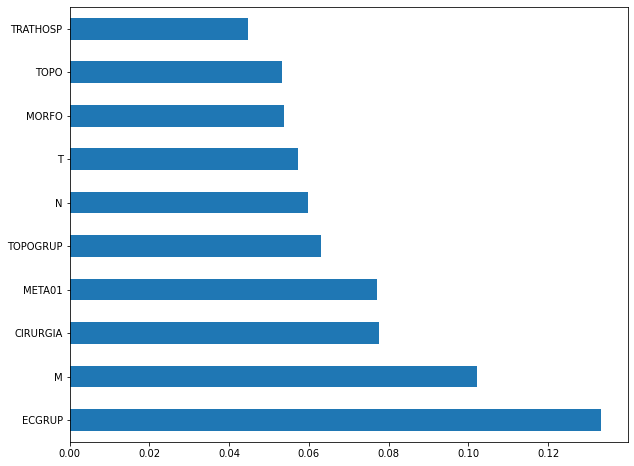 TRATHOSP
TOPO
MORFO
T
N
TOPOGRUP
META01
CIRURGIA
M
ECGRUP
0.00 0.02 0.04 0.06 0.08 0.10 0.12